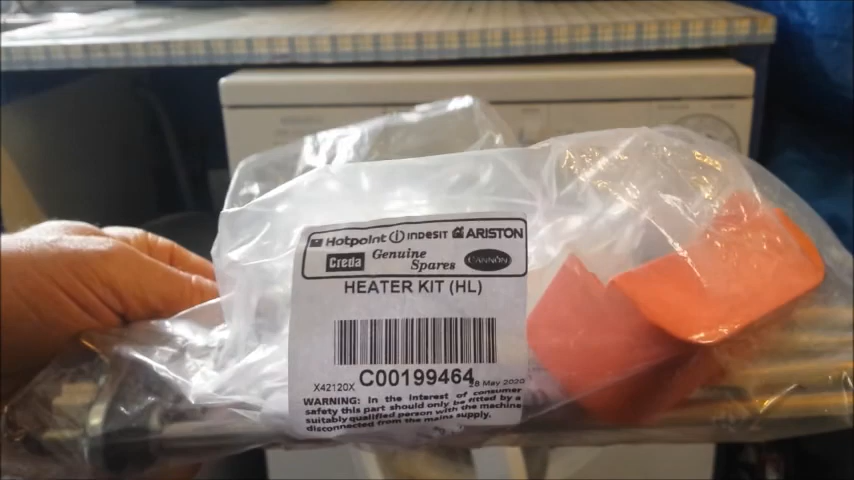 Hotpoint indesit ARISTON
Creda Genuine Spares CANNON
HEATER KIT (HL)
X42120X C00199464 28 May 2020
WARNING: In the interest of consumer
safety this part should only be fitted by a
suitably qualified person with the machine
disconnected from the mains supply.